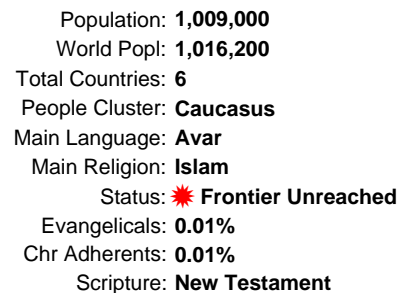 Population: 1,009,000
World Popl: 1,016,200
Total Countries: 6
People Cluster: Caucasus
Main Language: Avar
Main Religion: Islam
Status: Frontier Unreached
Evangelicals: 0.01%
Chr Adherents: 0.01%
Scripture: New Testament